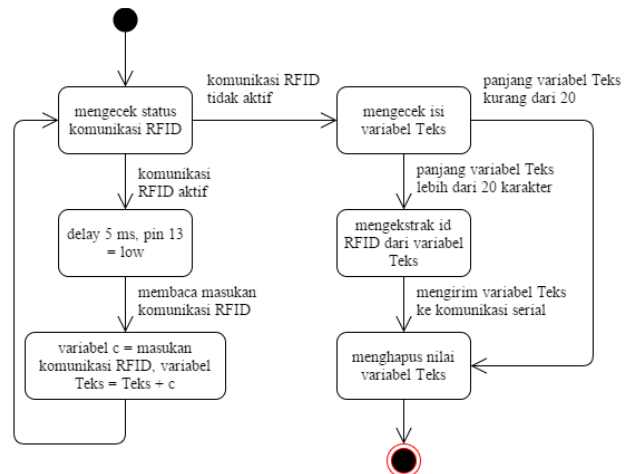 komunikasi RFID
tidak aktif
panjang variabel Teks
kurang dari 20
mengecek status
komunikasi RFID
mengecek isi
variabel Teks
komunikasi
RFID aktif
panjang variabel Teks
lebih dari 20 karakter
delay 5 ms, pin 13
= low
mengekstrak id
RFID dari variabel
Teks
membaca masukan
komunikasi RFID
mengirim variabel Teks
ke komunikasi serial
variabel c = masukan
komunikasi RFID, variabel
Teks = Teks + c
menghapus nilai
variabel Teks